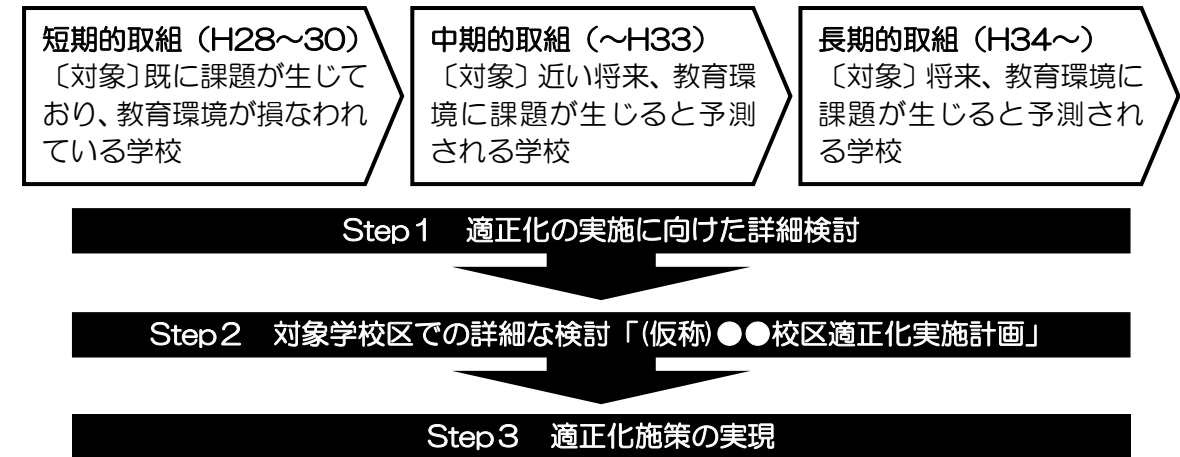 短期的取組（H28～30）
〔対象〕既に課題が生じて
おり、教育環境が損なわれ
ている学校
中期的取組（～H33）
〔対象〕近い将来、教育環
境に課題が生じると予測
される学校
長期的取組（H34～）
〔対象〕将来、教育環境に
課題が生じると予測され
る学校
Step１　適正化の実施に向けた詳細検討
Step２　対象学校区での詳細な検討「(仮称)●●校区適正化実施計画」
Step３　適正化施策の実現